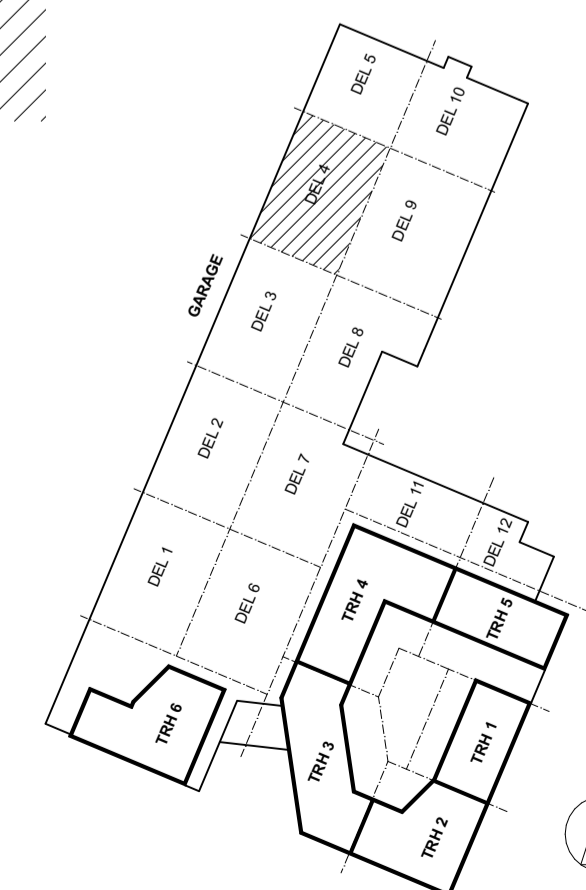 DEL 5
DEL 10
DEL 4
DEL 9
GARAGE
DEL 3
DEL 8
DEL 2
DEL 7
DEL 11
DEL 12
DEL 1
DEL 6
TRH 4
TRH 5
TRH 6
TRH 3
TRH 1
TRH 2